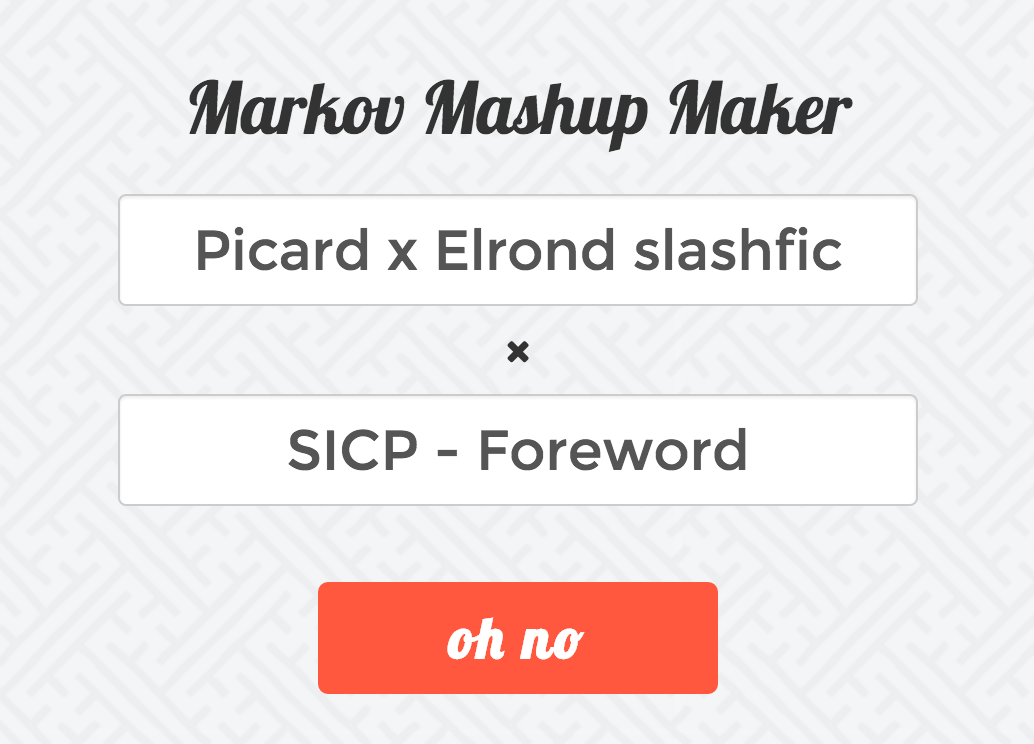 Markov Mashup Maker
Picard x Elrond slashfic
×
SICP - Foreword
oh no